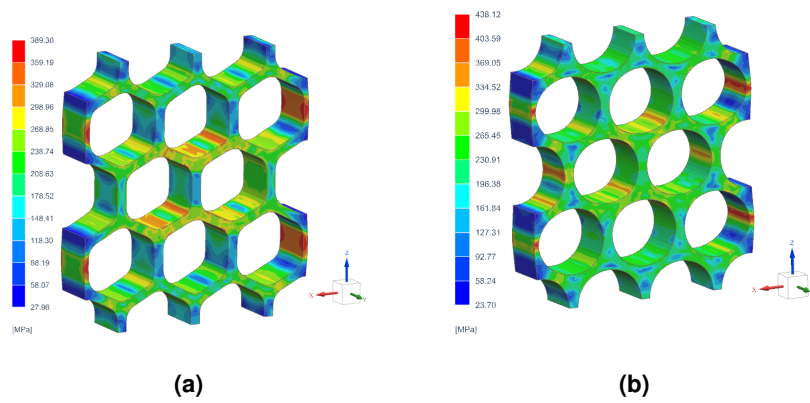 389.30
359.19
329.08
298.96
268.85
238.74
208.63
178.52
148.41
118.30
88.19
58.07
27.96
[MPa]
Z
X
Y
(a)
436.12
403.59
369.05
334.52
299.98
265.45
230.91
196.38
161.84
127.31
92.77
58.24
23.70
[MPa]
Z
X
(b)